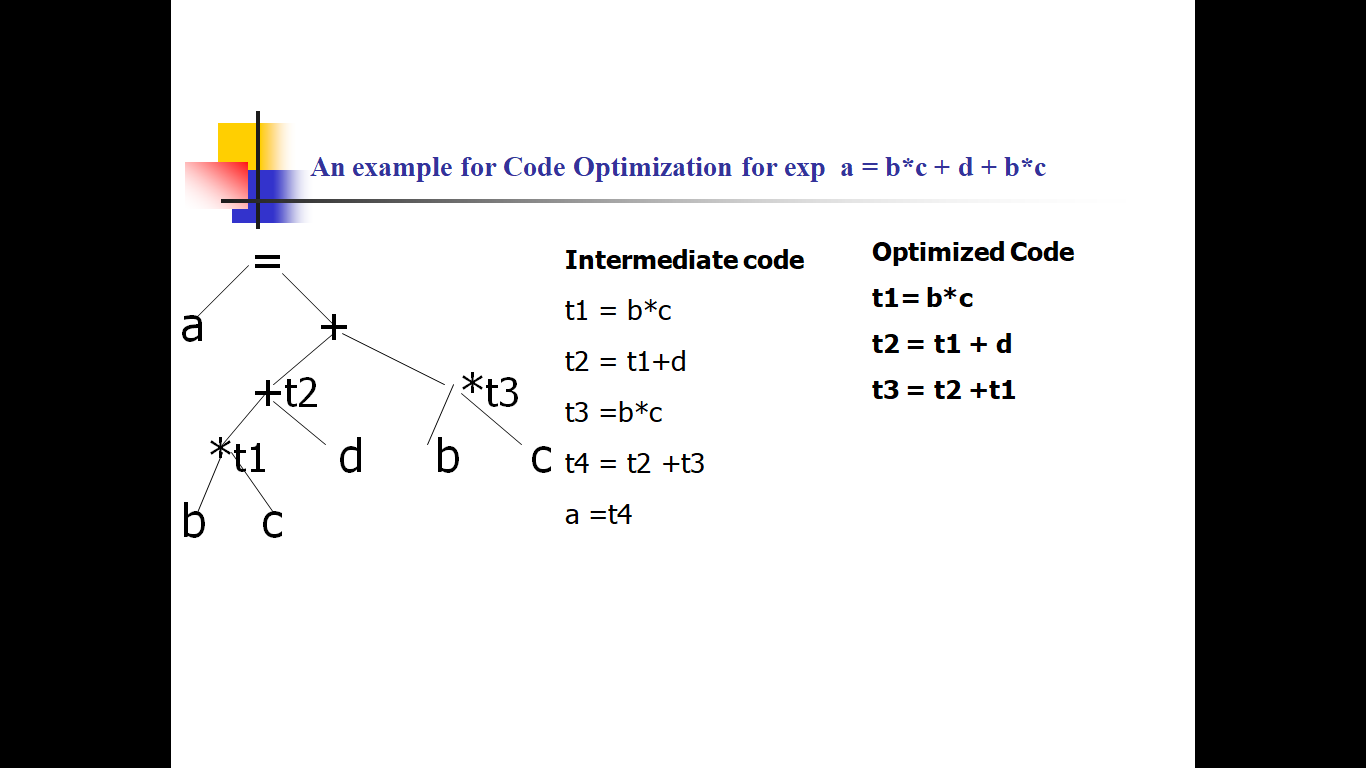 An example for Code Optimization for exp a = b*c + d + b*c
=
a
+
+t2
*t3
*t1
d
b
c
b
c
Intermediate code
t1 = b*c
t2 = t1+d
t3 =b*c
t4 = t2 +t3
a =t4
Optimized Code
t1= b*c
t2 = t1 + d
t3 = t2 +t1